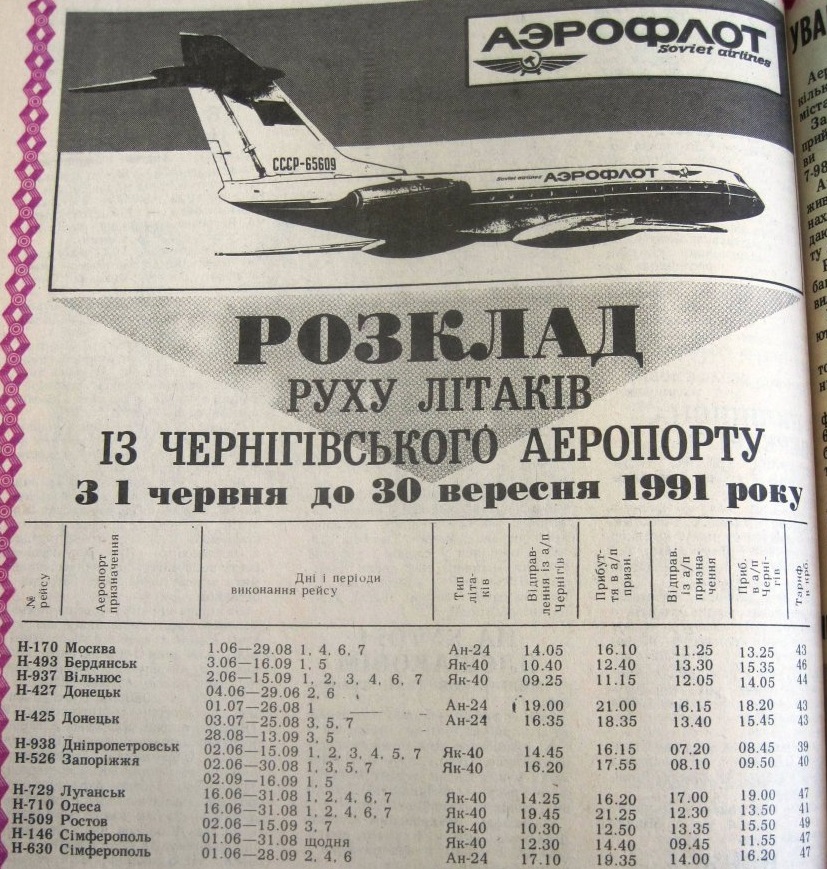 АЭРОФЛОТ
Soviet airlines
СССР-65609
Soviet airlines АЭРОФЛОТ
РОЗКЛАД
РУХУ ЛІТАКІВ
ІЗ ЧЕРНІГІВСЬКОГО АЕРОПОРТУ
З 1 червня до 30 вересня 1991 року
№ рейсу
Аеропорт призначення
Дні і періоди
виконання рейсу
Тип літа-ків
Відправ-лення із а/п Чернігів
Прибут-тя в а/п призн.
Відправ. із а/п призна-чення
Приб. в а/п Черні-гів
Тариф в крб.
Н-170 Москва 1.06—29.08 1, 4, 6, 7 Ан-24 14.05 16.10 11.25 13.25 43
Н-493 Бердянськ 3.06—16.09 1, 5 Як-40 10.40 12.40 13.30 15.35 46
Н-937 Вільнюс 2.06—15.09 1, 2, 3, 4, 6, 7 Як-40 09.25 11.15 12.05 14.05 44
Н-427 Донецьк 04.06—29.06 2, 6
01.07—26.08 1 Ан-24 19.00 21.00 16.15 18.20 43
Н-425 Донецьк 03.07—25.08 3, 5, 7 Ан-24 16.35 18.35 13.40 15.45 43
28.08—13.09 3, 5
Н-938 Дніпропетровськ 02.06—15.09 1, 2, 3, 4, 5, 7 Як-40 14.45 16.15 07.20 08.45 39
Н-526 Запоріжжя 02.06—30.08 1, 3, 5, 7 Як-40 16.20 17.55 08.10 09.50 40
02.09—16.09 1, 5
Н-729 Луганськ 16.06—31.08 1, 2, 4, 6, 7 Як-40 14.25 16.20 17.00 19.00 47
Н-710 Одеса 16.06—31.08 1, 2, 4, 6, 7 Як-40 19.45 21.25 12.30 13.50 41
Н-509 Ростов 02.06—15.09 3, 7 Як-40 10.30 12.50 13.35 15.50 49
Н-146 Сімферополь 01.06—31.08 щодня Як-40 12.30 14.40 09.45 11.55 47
Н-630 Сімферополь 01.06—28.09 2, 4, 6 Ан-24 17.10 19.35 14.00 16.20 47